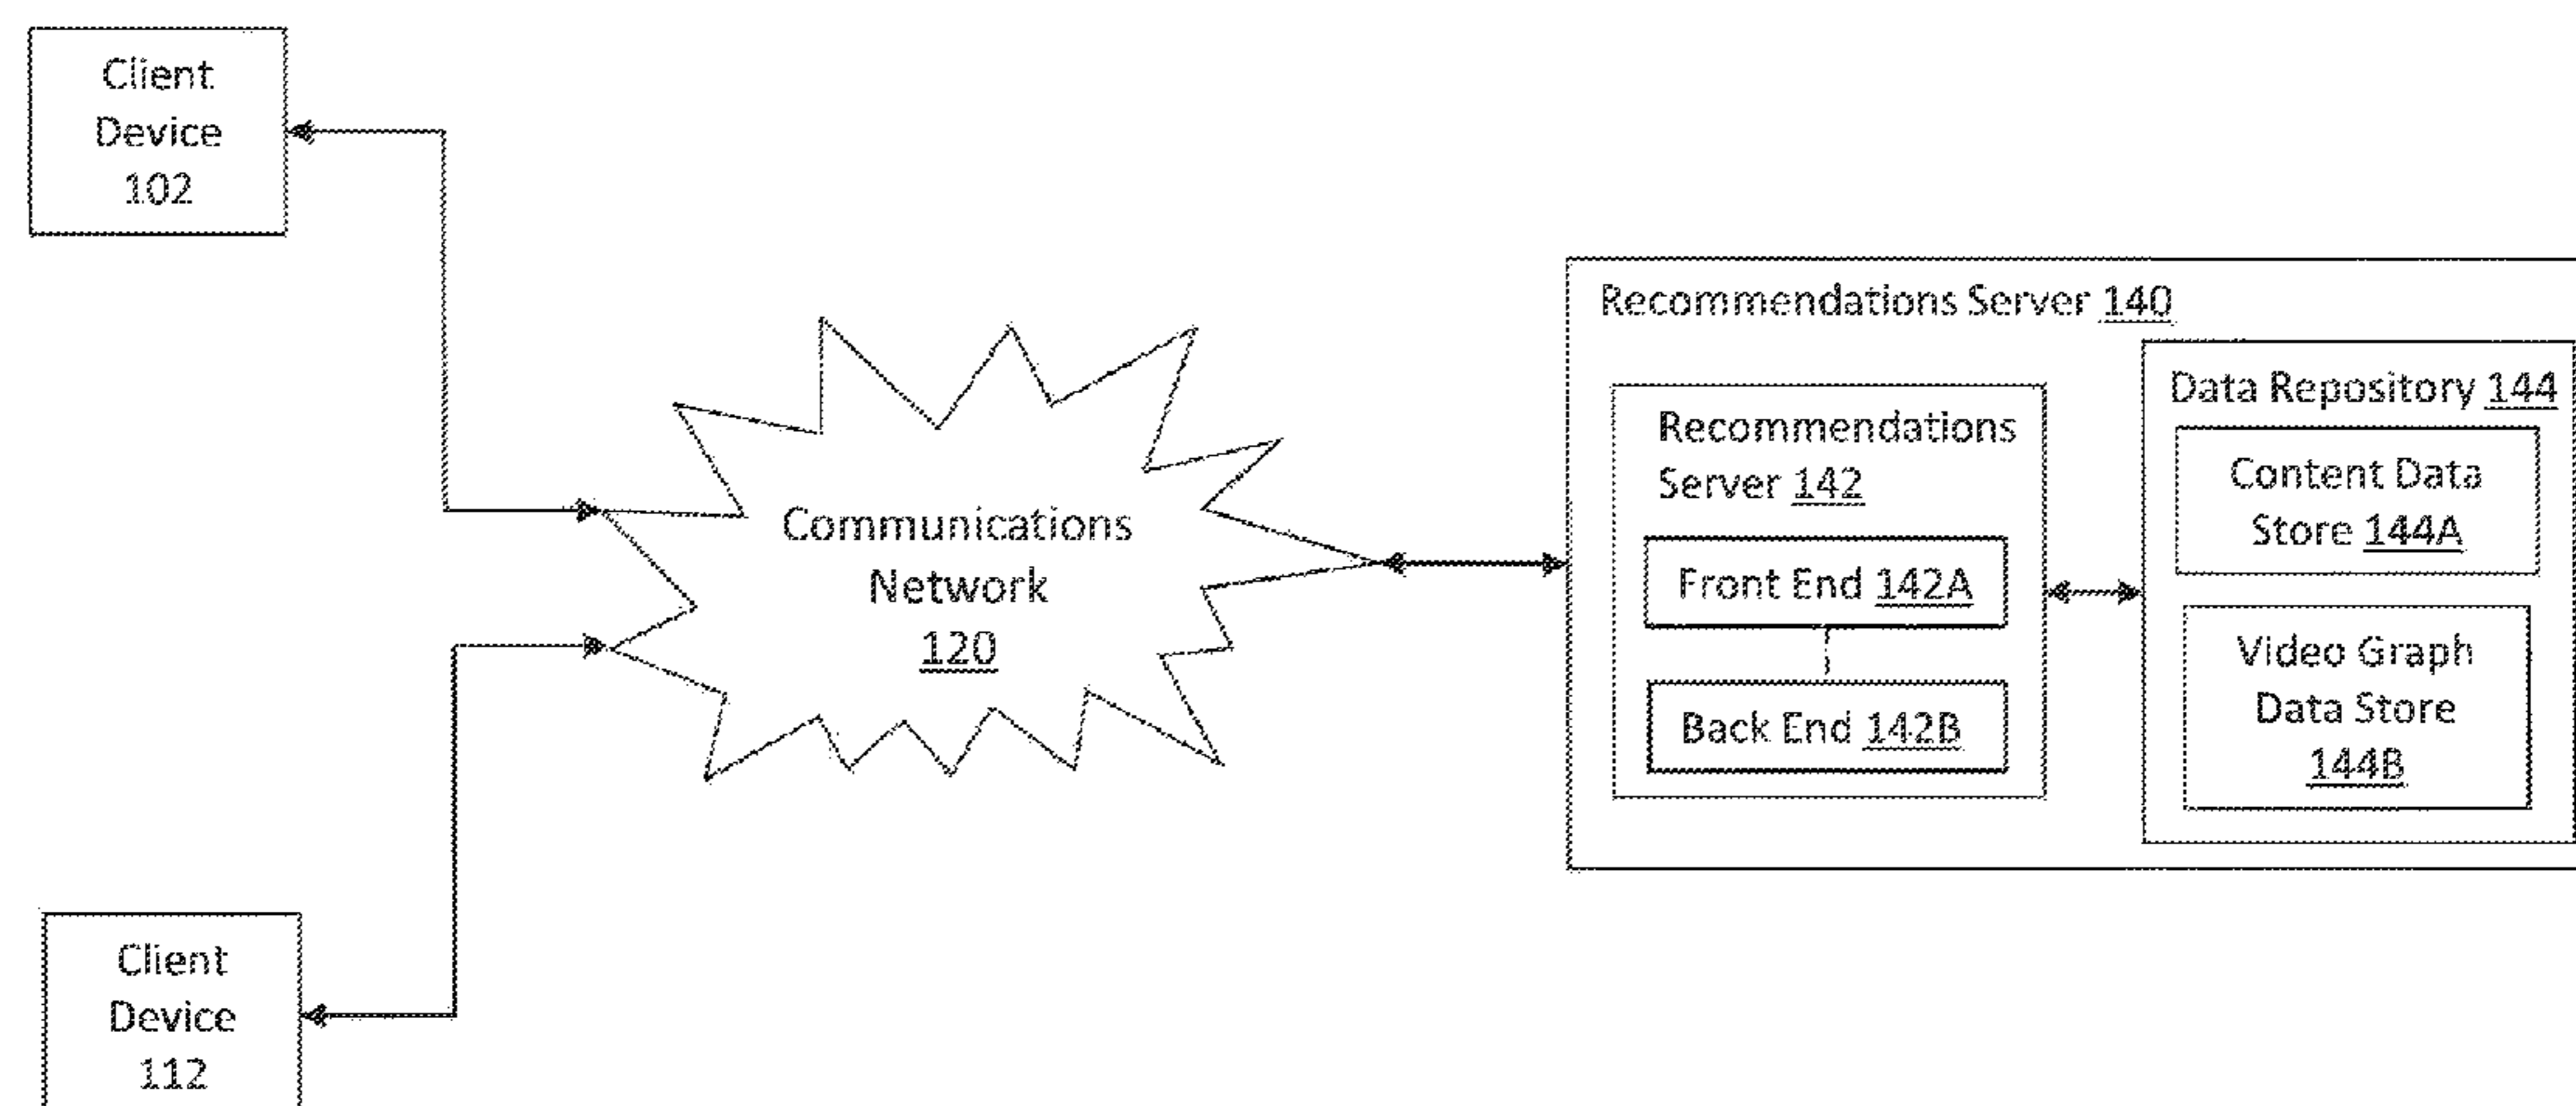 Client
Device
102
Communications
Network
120
Client
Device
112
Recommendations Server 140
Recommendations
Server 142
Front End 142A
Back End 142B
Data Repository 144
Content Data
Store 144A
Video Graph
Data Store
144B